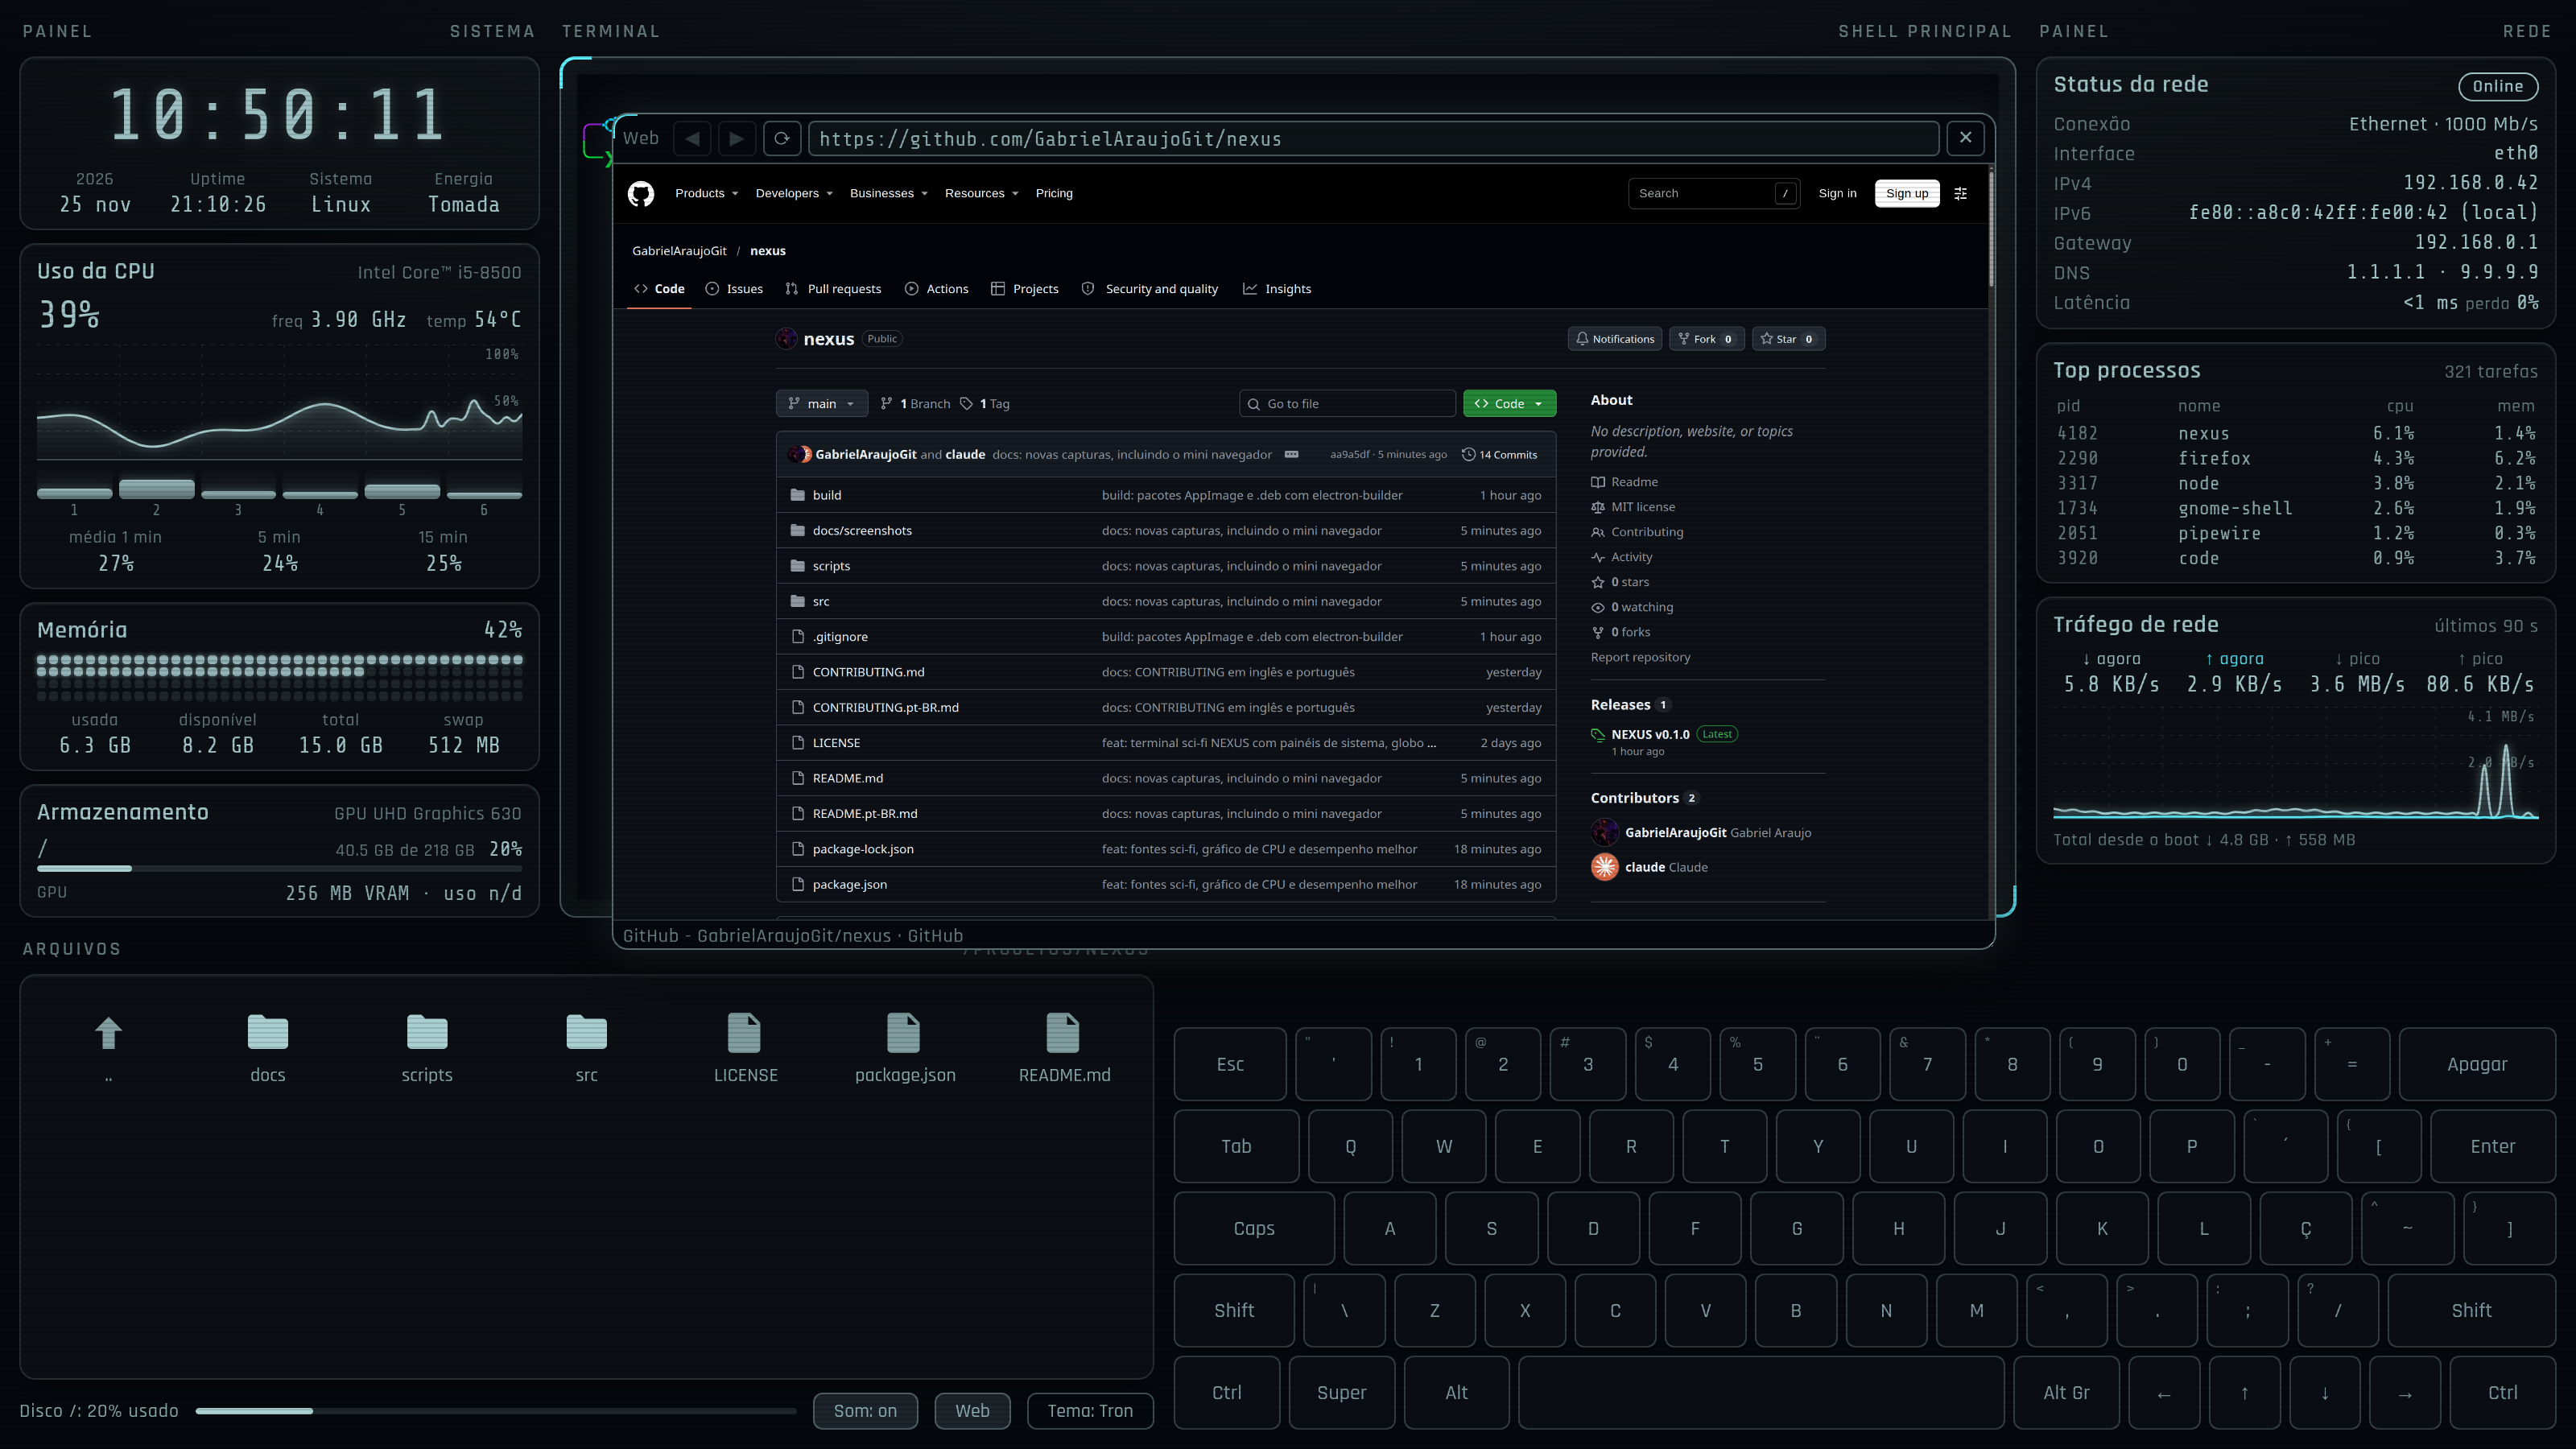 PAINEL SISTEMA
10:50:11
2026 Uptime Sistema Energia
25 nov 21:10:26 Linux Tomada
Uso da CPU Intel Core™ i5-8500
39% freq 3.90 GHz temp 54°C
100%
50%
1 2 3 4 5 6
média 1 min 5 min 15 min
27% 24% 25%
Memória 42%
usada disponível total swap
6.3 GB 8.2 GB 15.0 GB 512 MB
Armazenamento GPU UHD Graphics 630
/ 40.5 GB de 218 GB 20%
GPU 256 MB VRAM · uso n/d
TERMINAL SHELL PRINCIPAL
Web https://github.com/GabrielAraujoGit/nexus ×
Products Developers Businesses Resources Pricing Search / Sign in Sign up
GabrielAraujoGit / nexus
Code Issues Pull requests Actions Projects Security and quality Insights
nexus Public Notifications Fork 0 Star 0
main 1 Branch 1 Tag Go to file Code
GabrielAraujoGit and claude docs: novas capturas, incluindo o mini navegador aa9a5df · 5 minutes ago 14 Commits
build build: pacotes AppImage e .deb com electron-builder 1 hour ago
docs/screenshots docs: novas capturas, incluindo o mini navegador 5 minutes ago
scripts docs: novas capturas, incluindo o mini navegador 5 minutes ago
src docs: novas capturas, incluindo o mini navegador 5 minutes ago
.gitignore build: pacotes AppImage e .deb com electron-builder 1 hour ago
CONTRIBUTING.md docs: CONTRIBUTING em inglês e português yesterday
CONTRIBUTING.pt-BR.md docs: CONTRIBUTING em inglês e português yesterday
LICENSE feat: terminal sci-fi NEXUS com painéis de sistema, globo ... 2 days ago
README.md docs: novas capturas, incluindo o mini navegador 5 minutes ago
README.pt-BR.md docs: novas capturas, incluindo o mini navegador 5 minutes ago
package-lock.json feat: fontes sci-fi, gráfico de CPU e desempenho melhor 18 minutes ago
package.json feat: fontes sci-fi, gráfico de CPU e desempenho melhor 18 minutes ago
About
No description, website, or topics
provided.
Readme
MIT license
Contributing
Activity
0 stars
0 watching
0 forks
Report repository
Releases 1
NEXUS v0.1.0 Latest
1 hour ago
Contributors 2
GabrielAraujoGit Gabriel Araujo
claude Claude
GitHub - GabrielAraujoGit/nexus · GitHub
PAINEL REDE
Status da rede Online
Conexão Ethernet · 1000 Mb/s
Interface eth0
IPv4 192.168.0.42
IPv6 fe80::a8c0:42ff:fe00:42 (local)
Gateway 192.168.0.1
DNS 1.1.1.1 · 9.9.9.9
Latência <1 ms perda 0%
Top processos 321 tarefas
pid nome cpu mem
4182 nexus 6.1% 1.4%
2290 firefox 4.3% 6.2%
3317 node 3.8% 2.1%
1734 gnome-shell 2.6% 1.9%
2051 pipewire 1.2% 0.3%
3920 code 0.9% 3.7%
Tráfego de rede últimos 90 s
↓ agora ↑ agora ↓ pico ↑ pico
5.8 KB/s 2.9 KB/s 3.6 MB/s 80.6 KB/s
4.1 MB/s
Total desde o boot ↓ 4.8 GB · ↑ 558 MB
ARQUIVOS
.. docs scripts src LICENSE package.json README.md
Disco /: 20% usado Som: on Web Tema: Tron
Esc " ' ! 1 @ 2 # 3 $ 4 % 5 ¨ 6 & 7 * 8 ( 9 ) 0 _ - + = Apagar
Tab Q W E R T Y U I O P ` ´ { [ Enter
Caps A S D F G H J K L Ç ^ ~ } ]
Shift | \ Z X C V B N M < , > . : ; ? / Shift
Ctrl Super Alt Alt Gr ← ↑ ↓ → Ctrl